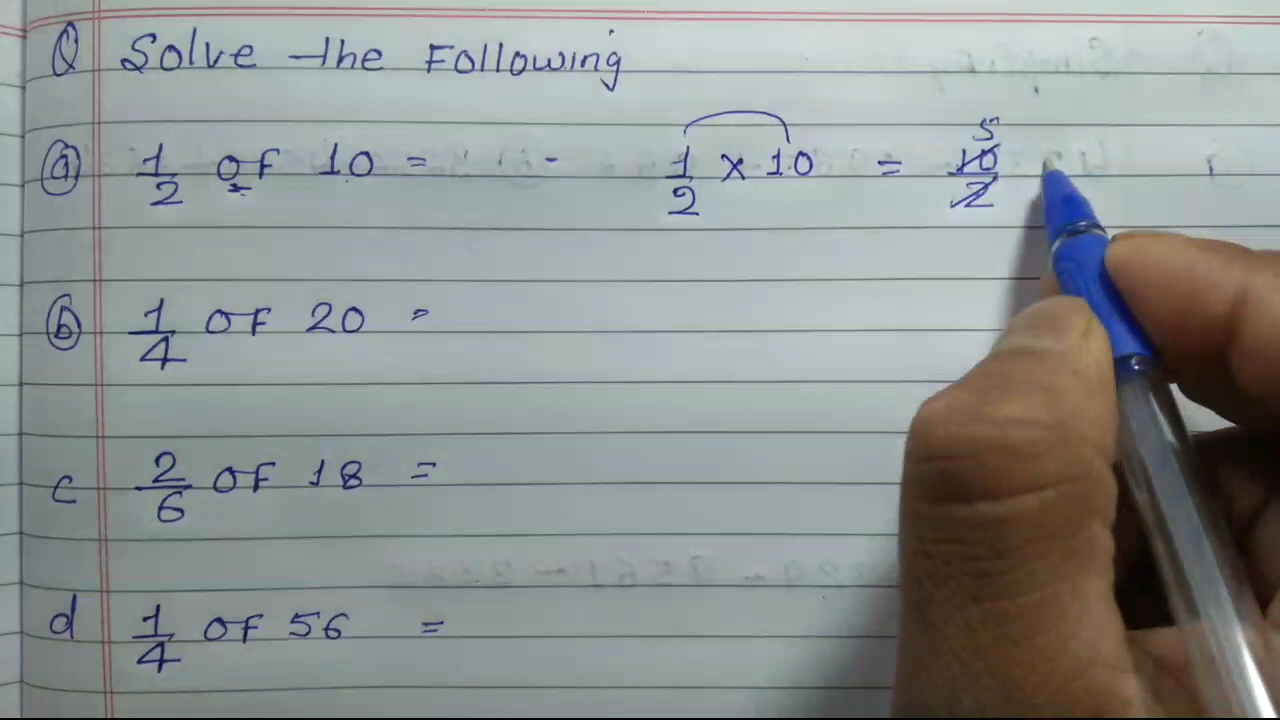 Q Solve the Following
a 1/2 of 10 = - 1/2 x 10 = 10/2 5
b 1/4 of 20 =
c 2/6 of 18 =
d 1/4 of 56 =